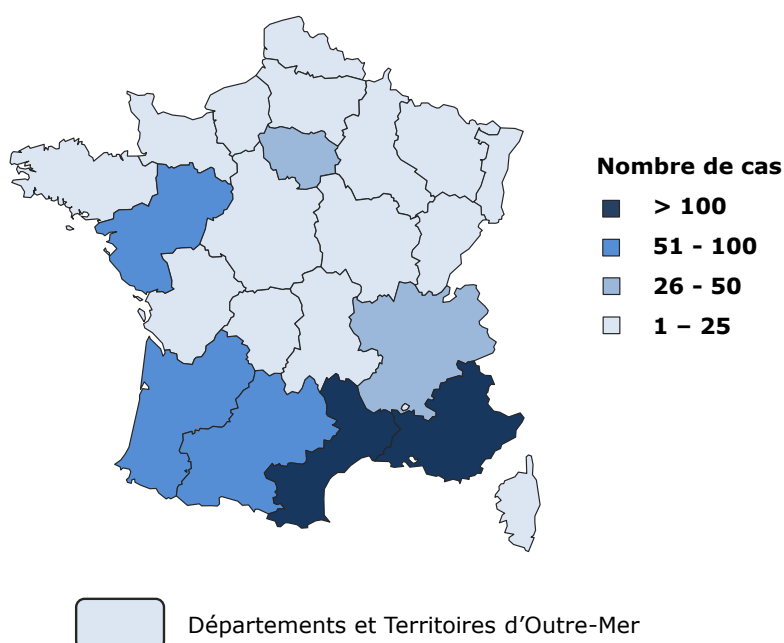 Nombre de cas
> 100
51 - 100
26 - 50
1 – 25
Départements et Territoires d’Outre-Mer